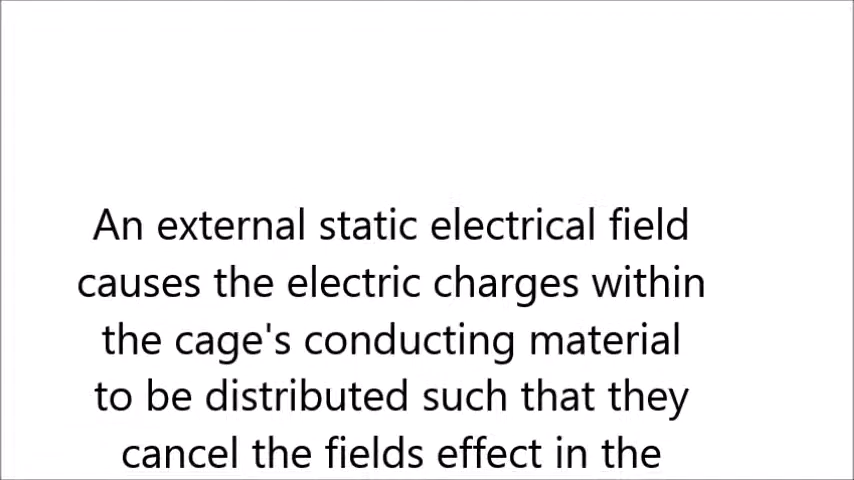 An external static electrical field
causes the electric charges within
the cage's conducting material
to be distributed such that they
cancel the fields effect in the